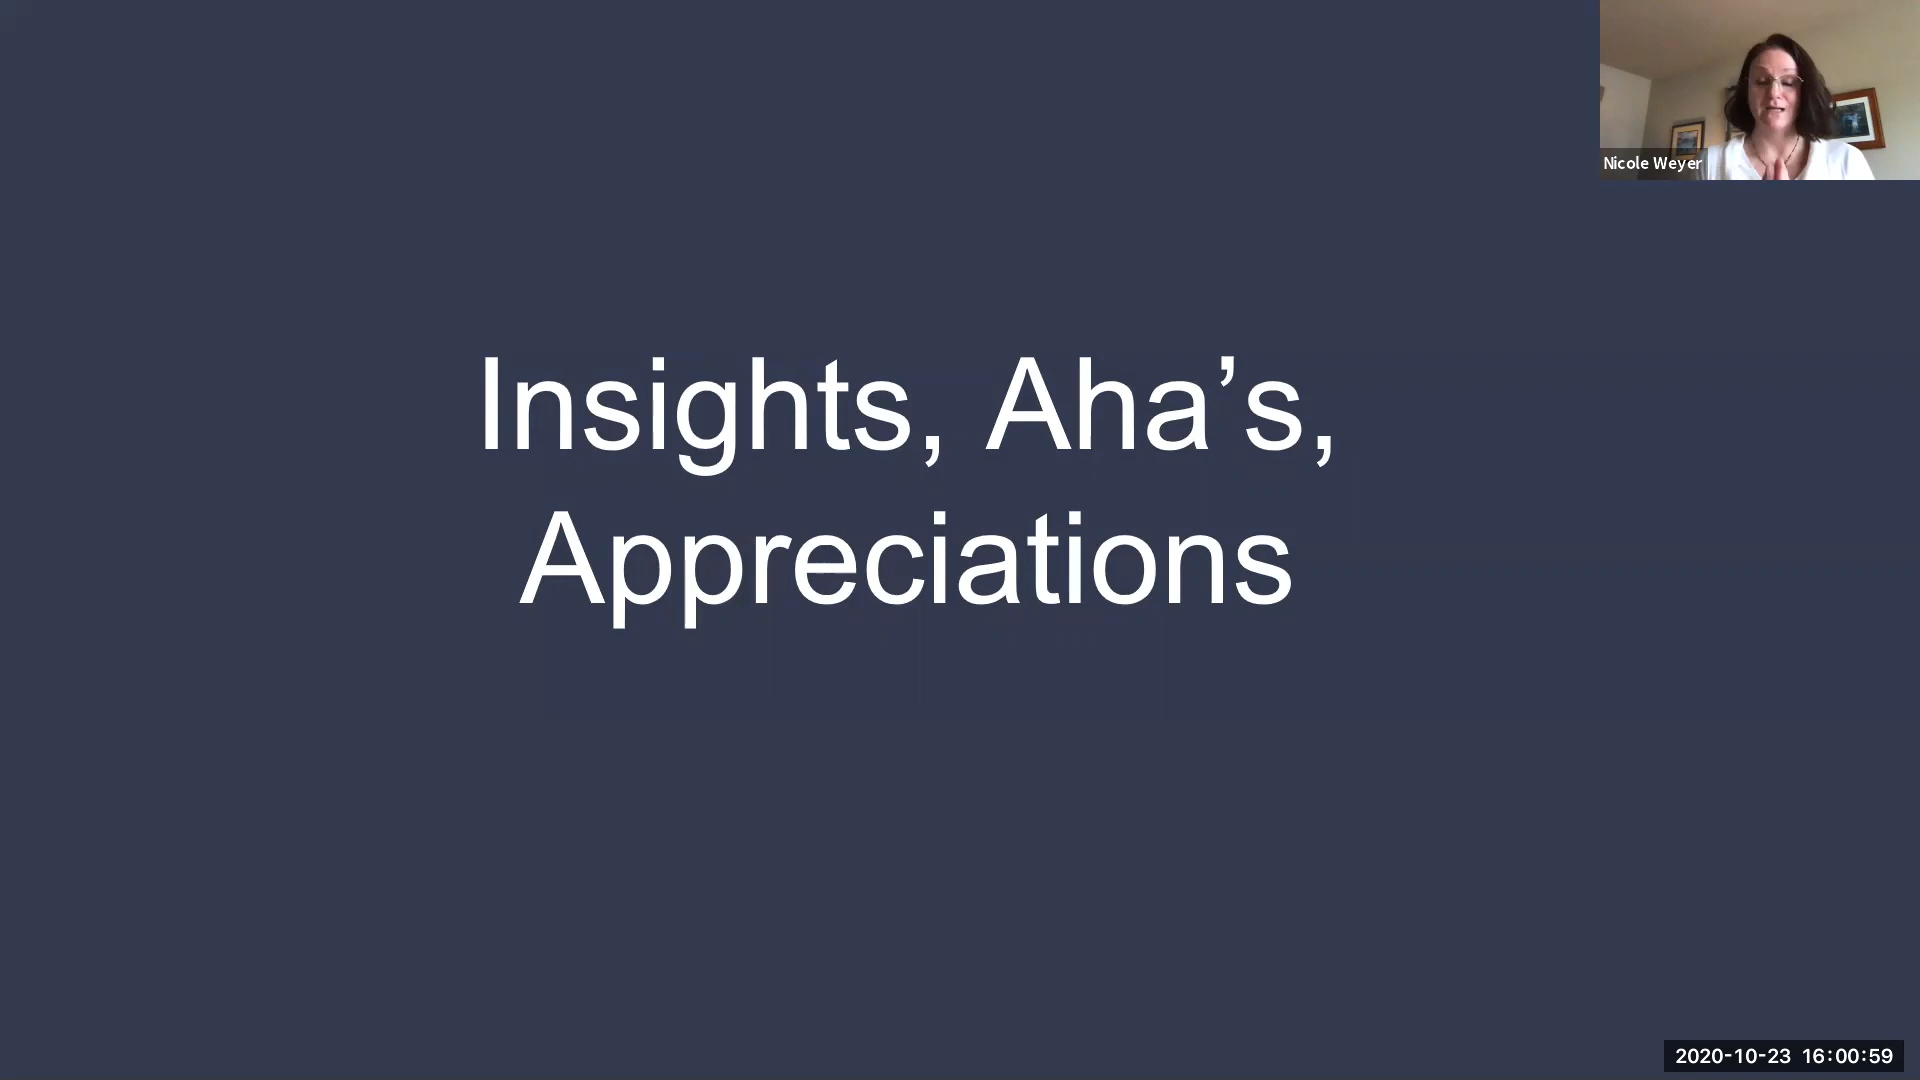 Nicole Weyer
Insights, Aha’s,
Appreciations
2020-10-23 16:00:59